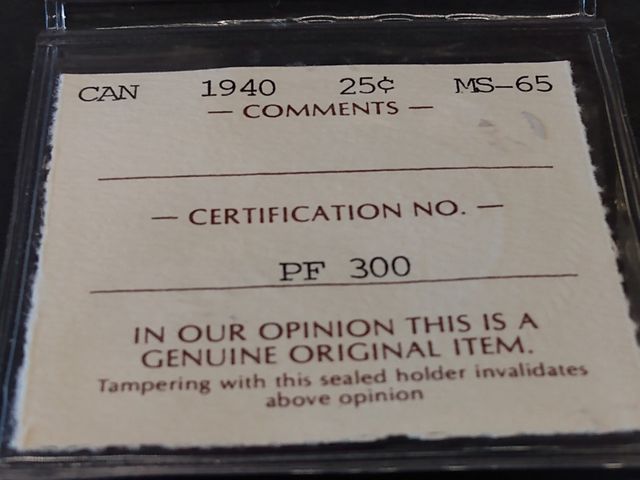 CAN 1940 25¢ MS-65
— COMMENTS —
— CERTIFICATION NO. —
PF 300
IN OUR OPINION THIS IS A
GENUINE ORIGINAL ITEM.
Tampering with this sealed holder invalidates
above opinion